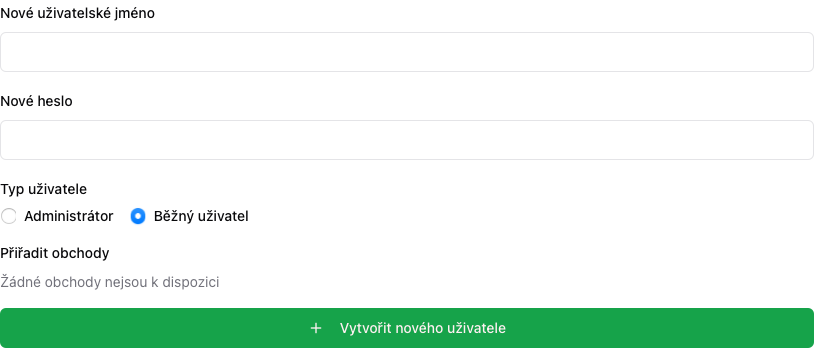 Nové uživatelské jméno
Nové heslo
Typ uživatele
Administrátor Běžný uživatel
Přiřadit obchody
Žádné obchody nejsou k dispozici
+ Vytvořit nového uživatele